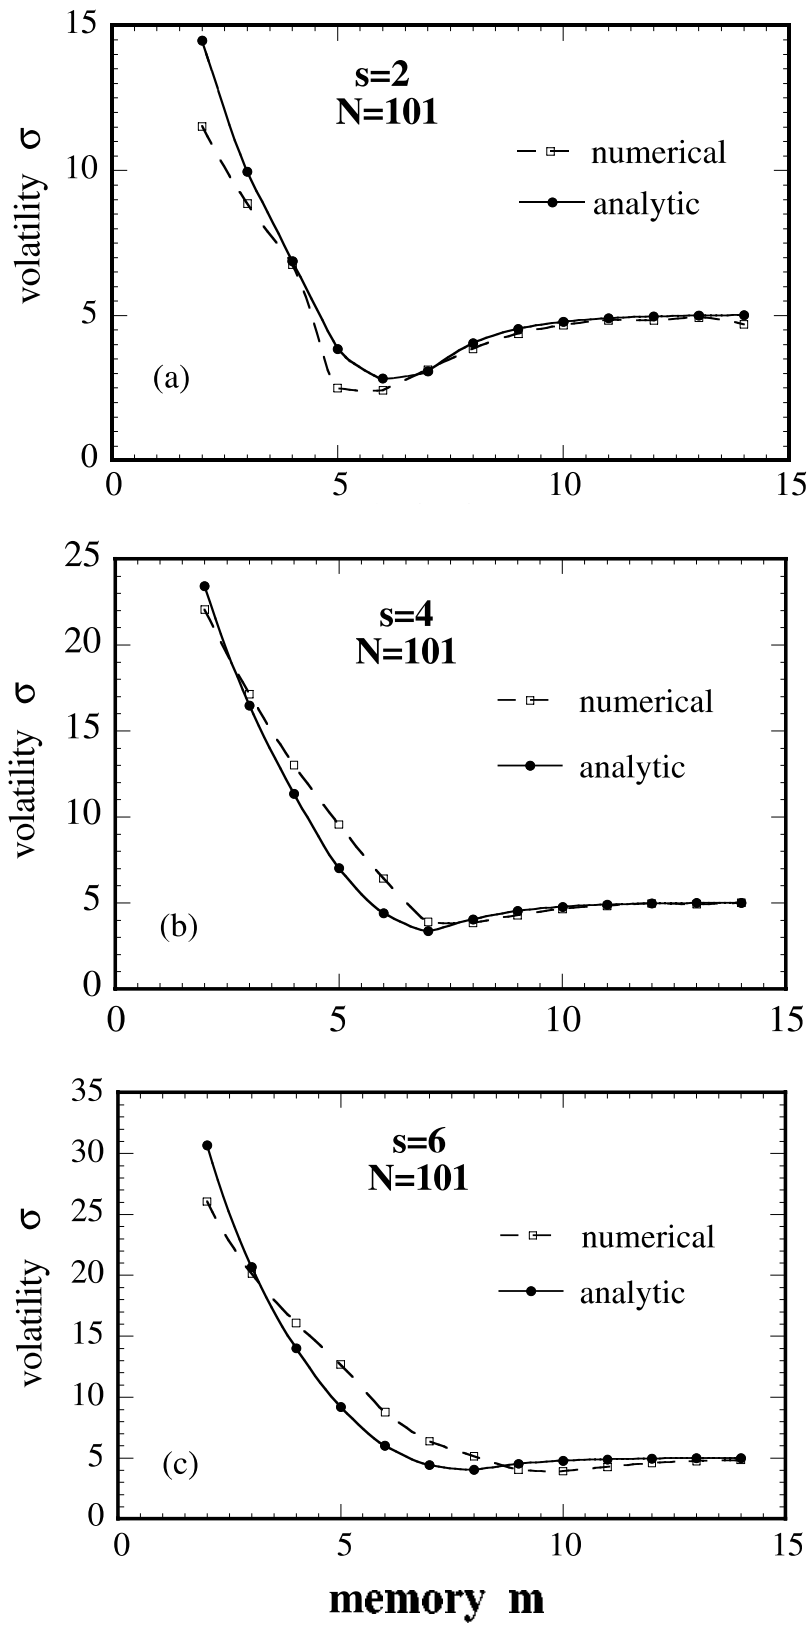 15
s=2
N=101
numerical
10
analytic
volatility σ
5
(a)
0
0 5 10 15
25
s=4
20
N=101
numerical
15
analytic
volatility σ
10
5
(b)
0
0 5 10 15
35
s=6
30
N=101
25
numerical
20
analytic
volatility σ
15
10
5
(c)
0
0 5 10 15
memory m